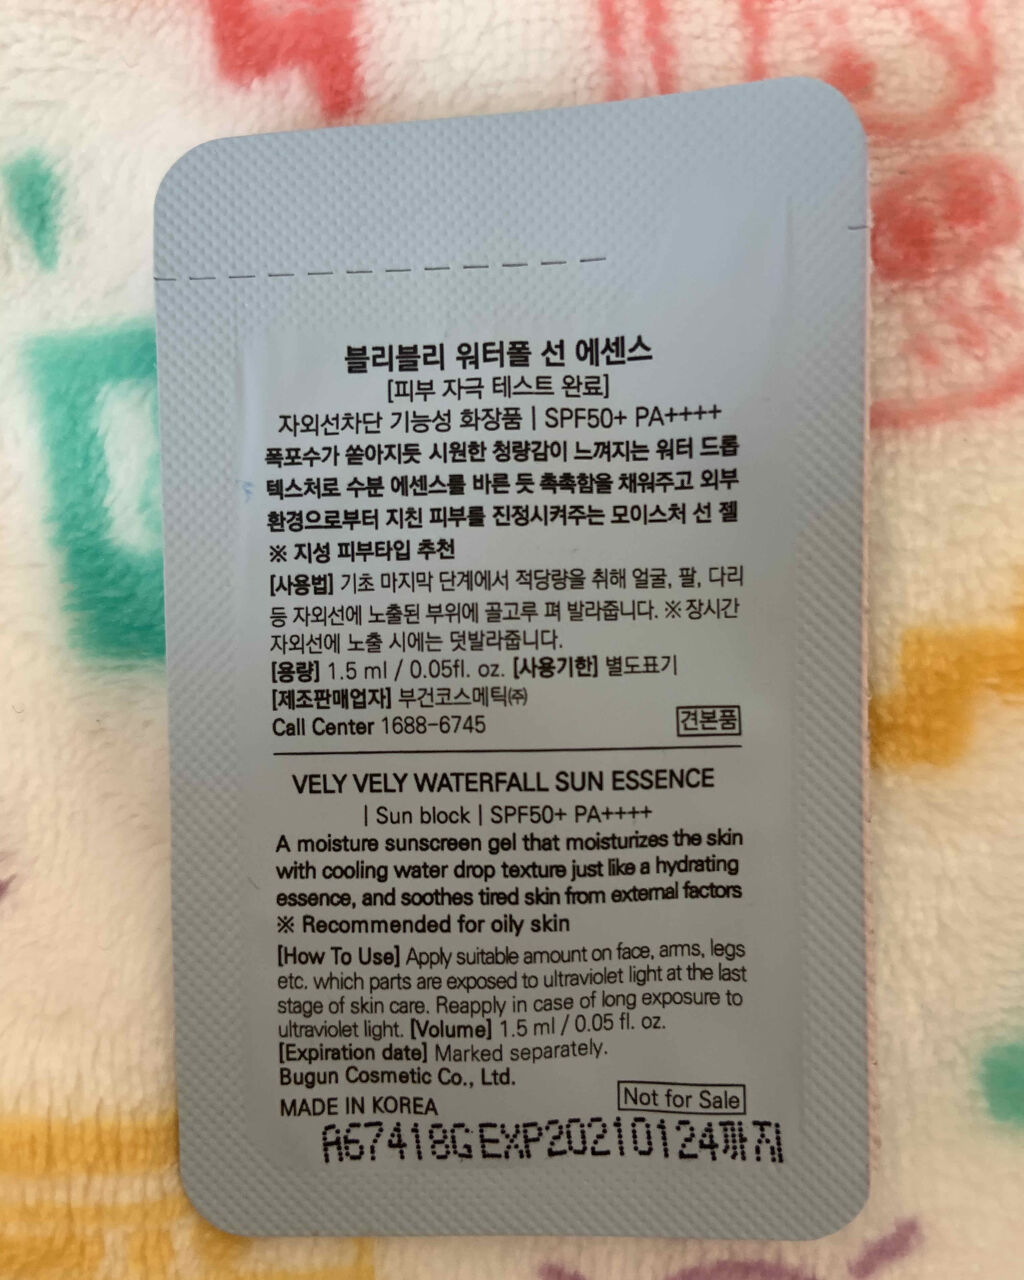 블리블리 워터폴 선 에센스
[피부 자극 테스트 완료]
자외선차단 기능성 화장품 | SPF50+ PA++++
폭포수가 쏟아지듯 시원한 청량감이 느껴지는 워터 드롭
텍스처로 수분 에센스를 바른 듯 촉촉함을 채워주고 외부
환경으로부터 지친 피부를 진정시켜주는 모이스처 선 젤
※ 지성 피부타입 추천
[사용법] 기초 마지막 단계에서 적당량을 취해 얼굴, 팔, 다리
등 자외선에 노출된 부위에 골고루 펴 발라줍니다. ※ 장시간
자외선에 노출 시에는 덧발라줍니다.
[용량] 1.5 ml / 0.05fl. oz. [사용기한] 별도표기
[제조판매업자] 부건코스메틱㈜
Call Center 1688-6745
견본품
VELY VELY WATERFALL SUN ESSENCE
| Sun block | SPF50+ PA++++
A moisture sunscreen gel that moisturizes the skin
with cooling water drop texture just like a hydrating
essence, and soothes tired skin from external factors
※ Recommended for oily skin
[How To Use] Apply suitable amount on face, arms, legs
etc. which parts are exposed to ultraviolet light at the last
stage of skin care. Reapply in case of long exposure to
ultraviolet light. [Volume] 1.5 ml / 0.05 fl. oz.
[Expiration date] Marked separately.
Bugun Cosmetic Co., Ltd.
MADE IN KOREA
Not for Sale
A67418G EXP20210124까지